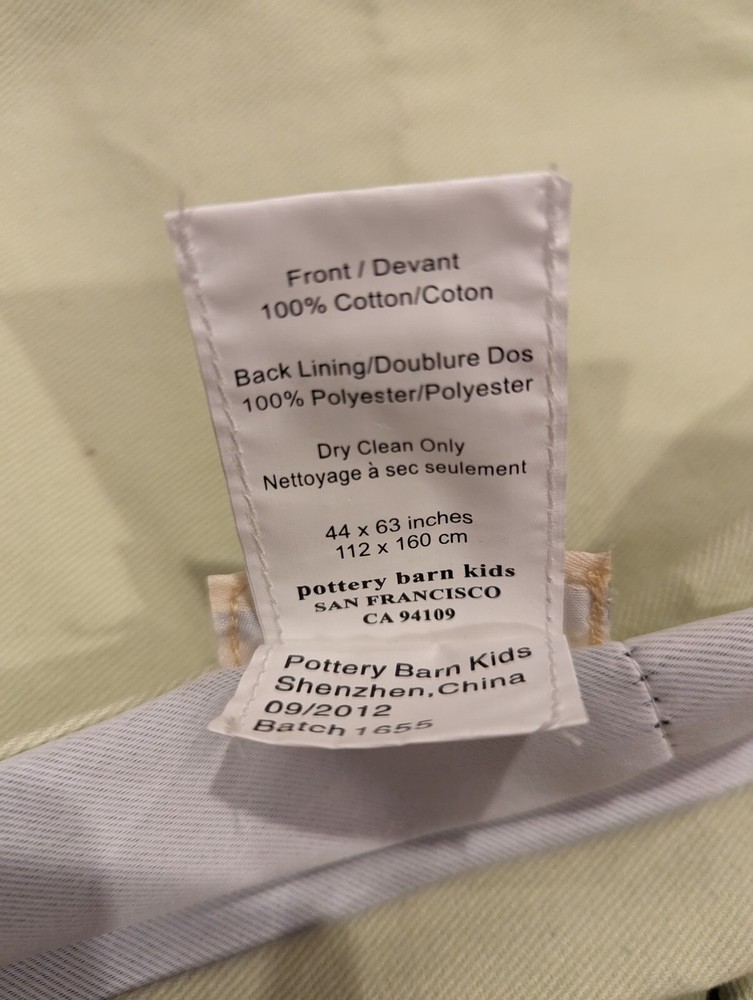 Front / Devant
100% Cotton/Coton
Back Lining/Doublure Dos
100% Polyester/Polyester
Dry Clean Only
Nettoyage à sec seulement
44 x 63 inches
112 x 160 cm
pottery barn kids
SAN FRANCISCO
CA 94109
Pottery Barn Kids
Shenzhen,China
09/2012
Batch 1655